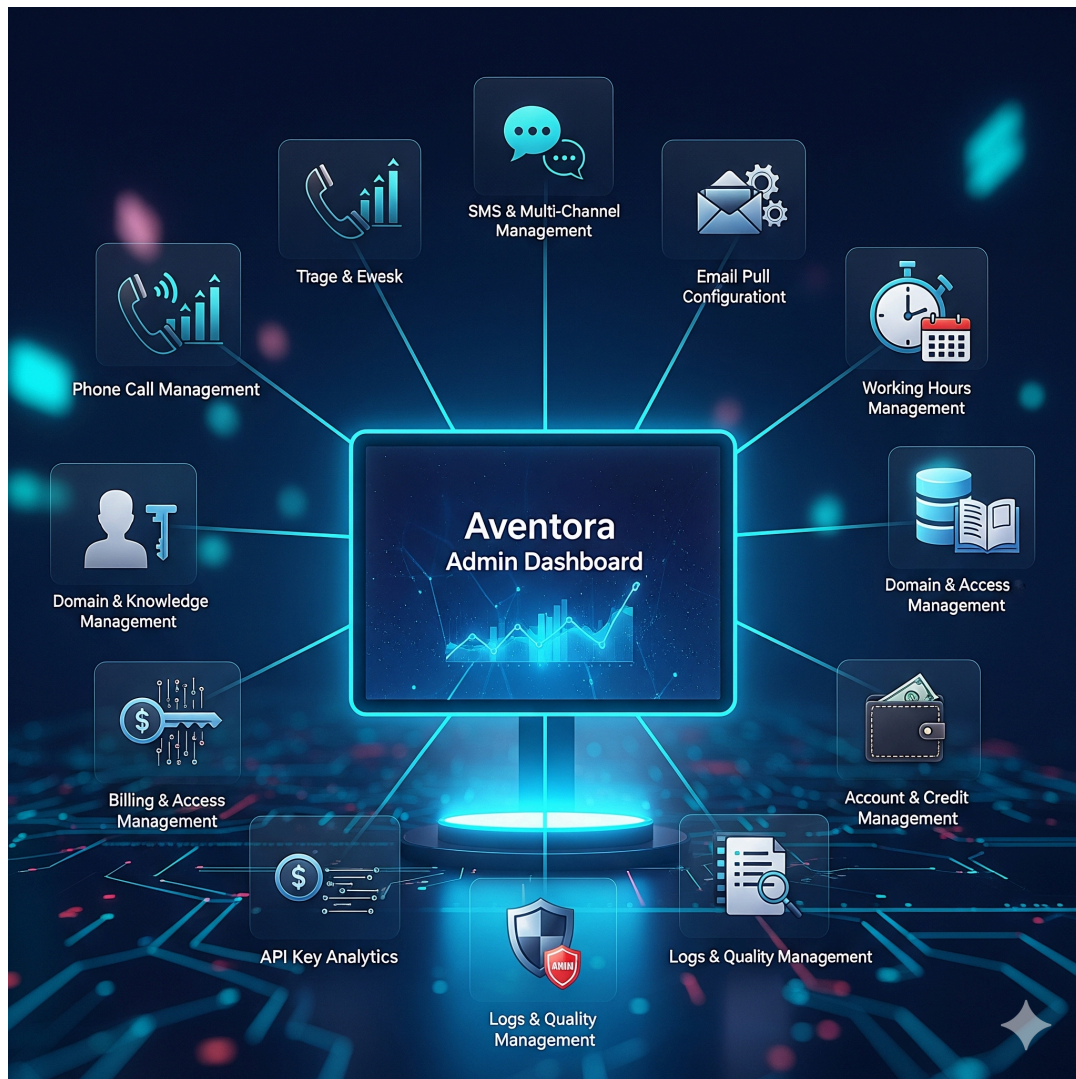 SMS & Multi-Channel
Management
Trage & Ewesk
Email Pull
Configurationt
Phone Call Management
Working Hours
Management
Aventora
Admin Dashboard
Domain & Knowledge
Management
Domain & Access
Management
$
Billing & Access
Management
Account & Credit
Management
$
API Key Analytics
Logs & Quality Management
AMIN
Logs & Quality
Management